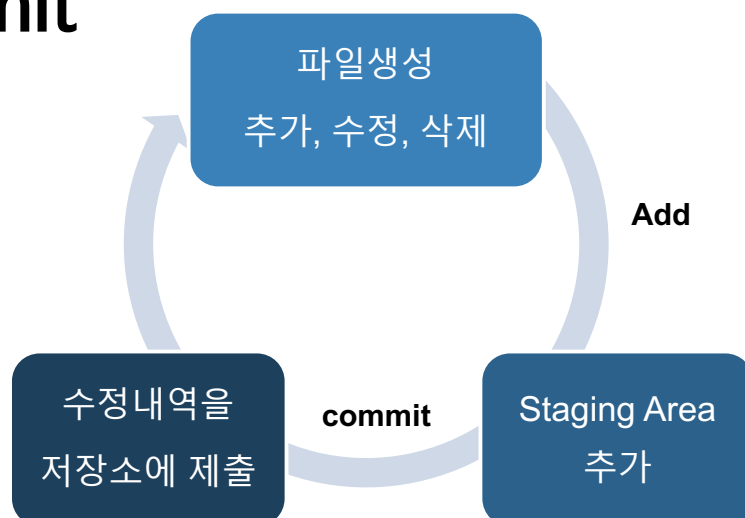 파일생성
추가, 수정, 삭제
Add
Staging Area
추가
commit
수정내역을
저장소에 제출